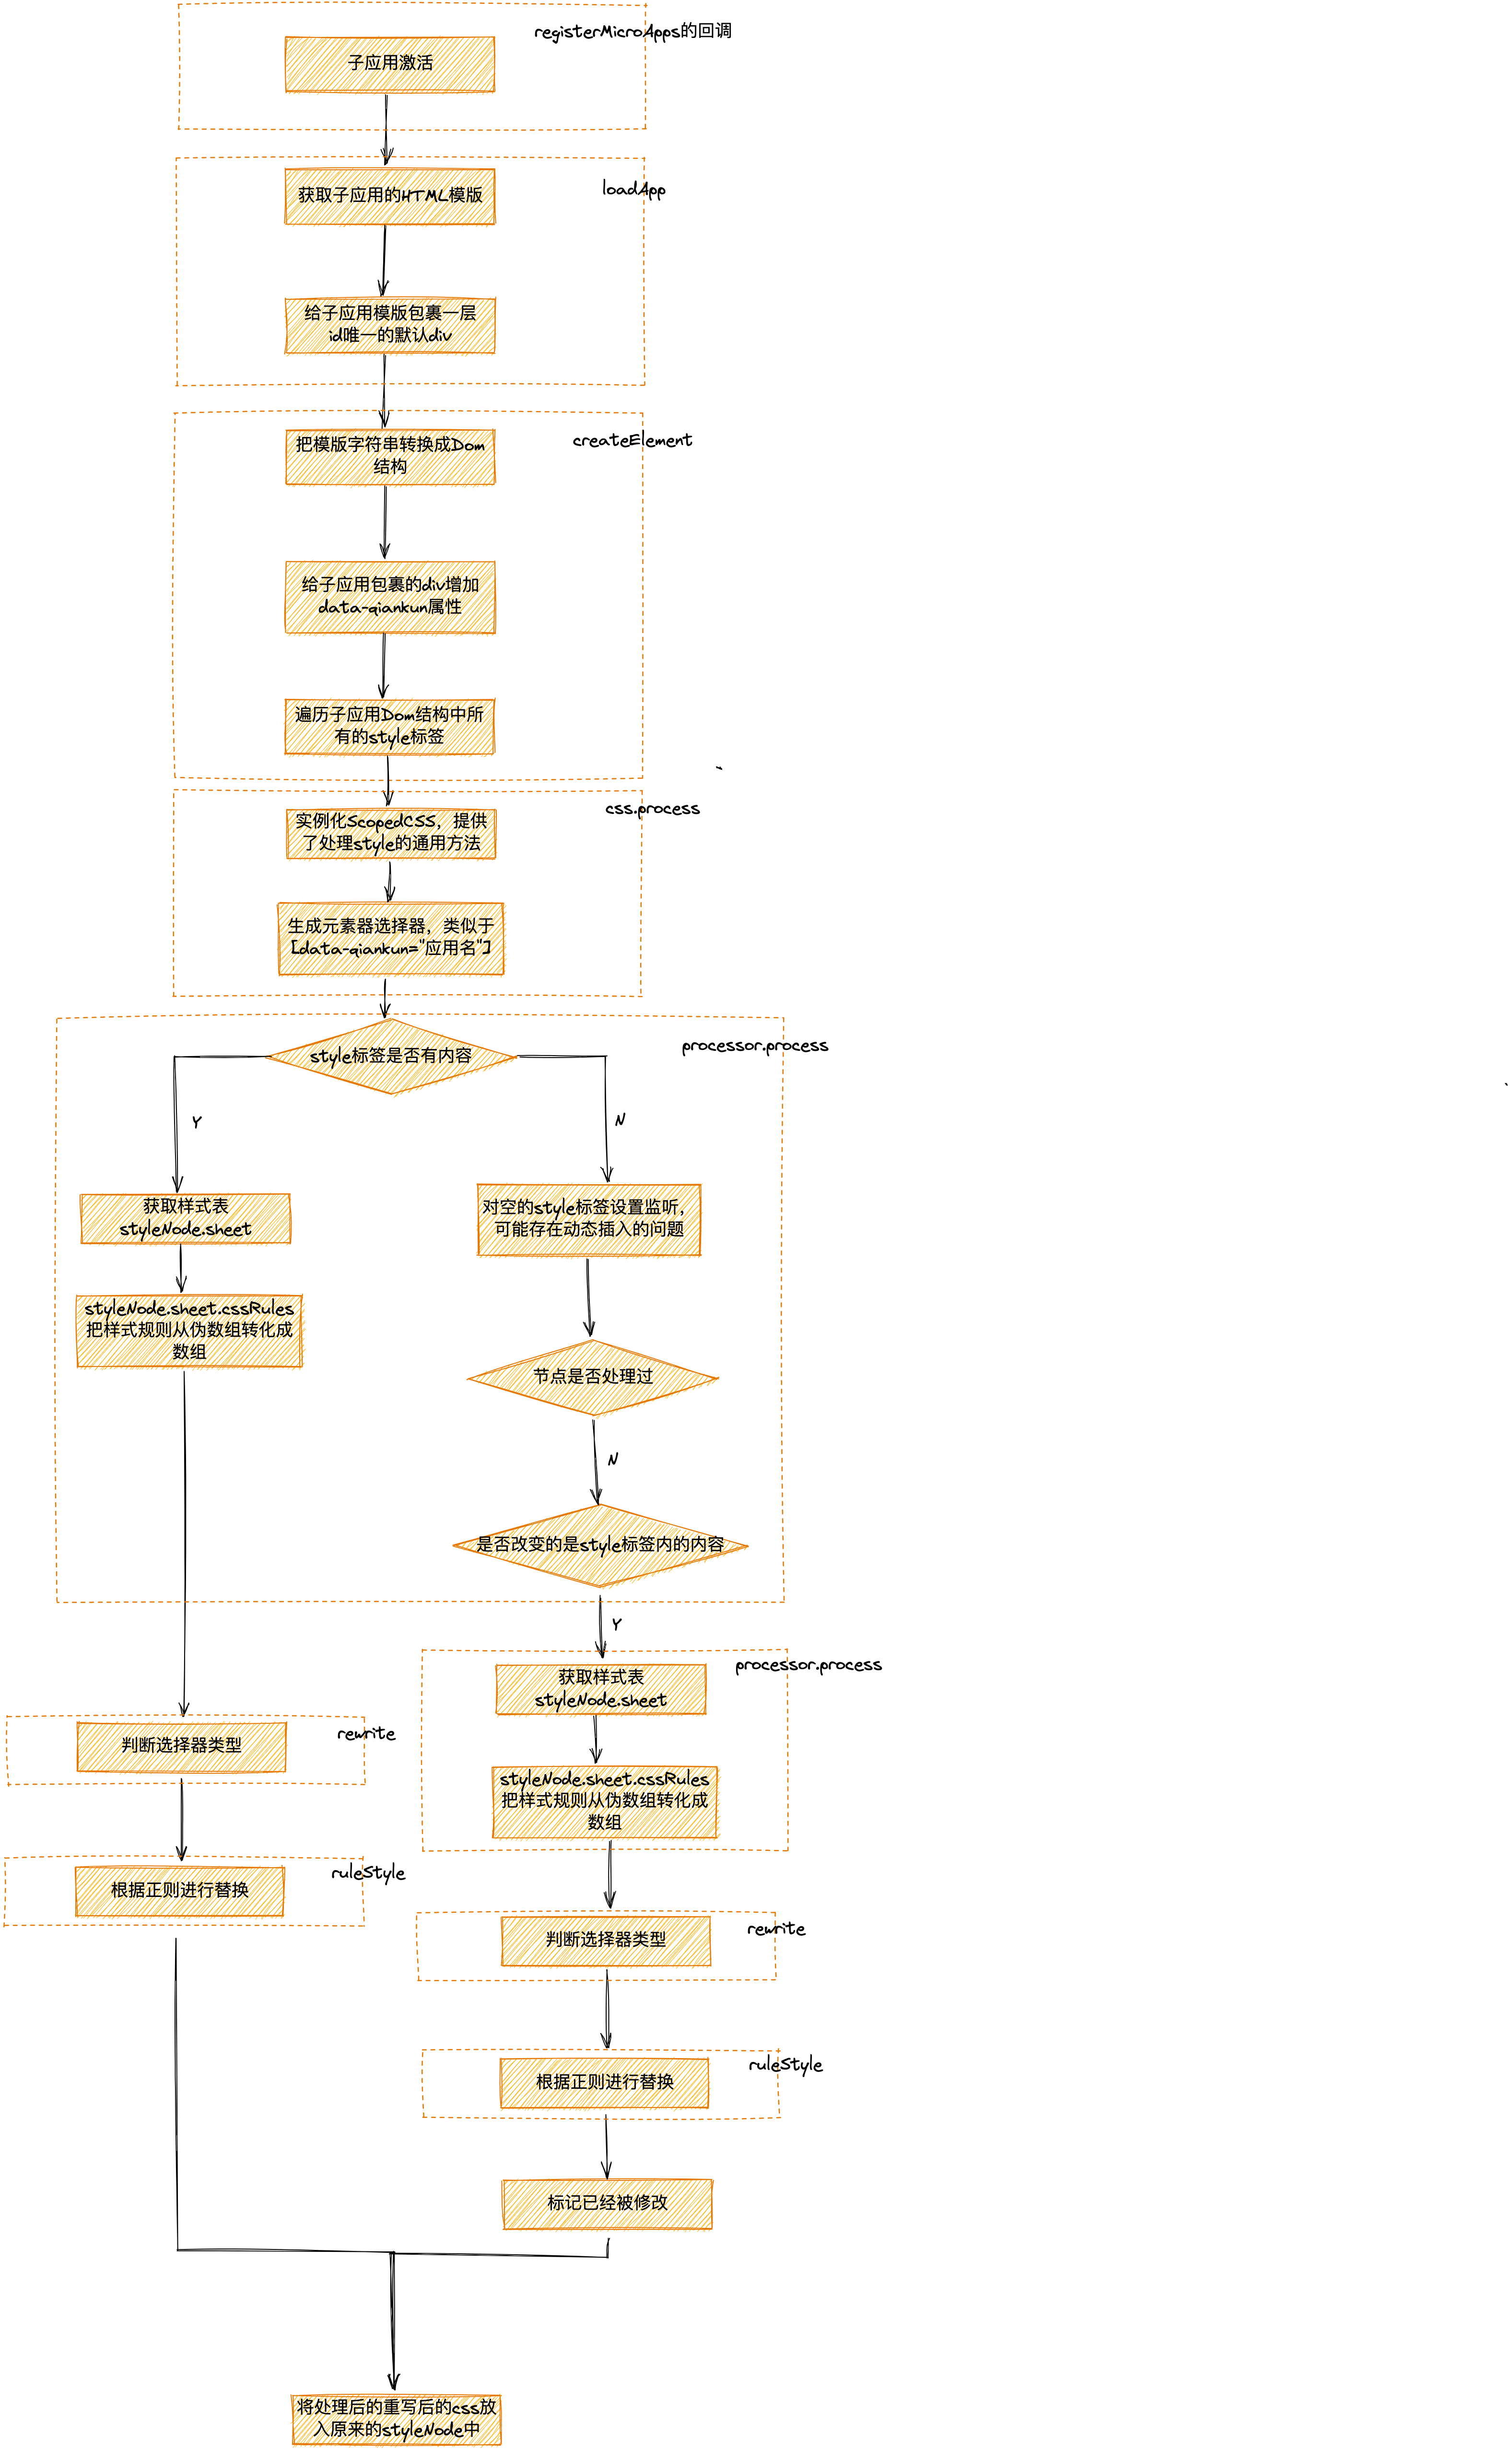 registerMicroApps的回调
子应用激活
loadApp
获取子应用的HTML模版
给子应用模版包裹一层
id唯一的默认div
createElement
把模版字符串转换成Dom
结构
给子应用包裹的div增加
data-qiankun属性
遍历子应用Dom结构中所
有的style标签
css.process
实例化ScopedCSS，提供
了处理style的通用方法
生成元素器选择器，类似于
[data-qiankun="应用名"]
processor.process
style标签是否有内容
Y
N
获取样式表
styleNode.sheet
对空的style标签设置监听，
可能存在动态插入的问题
styleNode.sheet.cssRules
把样式规则从伪数组转化成
数组
节点是否处理过
N
是否改变的是style标签内的内容
Y
processor.process
获取样式表
styleNode.sheet
rewrite
判断选择器类型
styleNode.sheet.cssRules
把样式规则从伪数组转化成
数组
ruleStyle
根据正则进行替换
rewrite
判断选择器类型
ruleStyle
根据正则进行替换
标记已经被修改
将处理后的重写后的css放
入原来的styleNode中